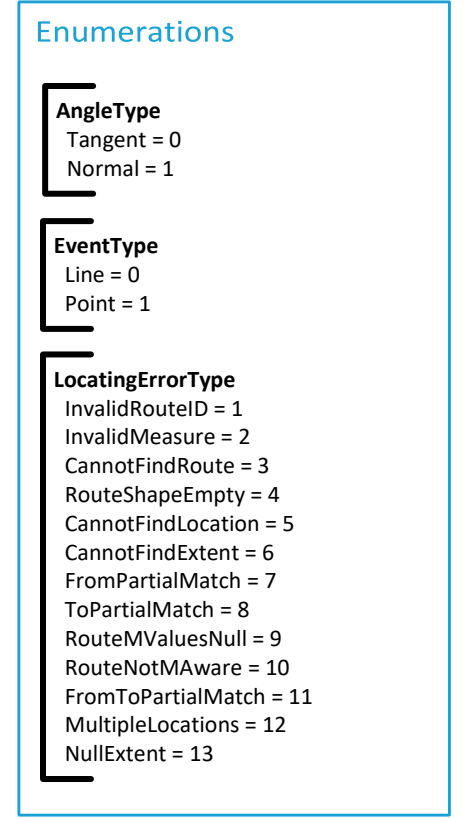 Enumerations
AngleType
Tangent = 0
Normal = 1
EventType
Line = 0
Point = 1
LocatingErrorType
InvalidRouteID = 1
InvalidMeasure = 2
CannotFindRoute = 3
RouteShapeEmpty = 4
CannotFindLocation = 5
CannotFindExtent = 6
FromPartialMatch = 7
ToPartialMatch = 8
RouteMValuesNull = 9
RouteNotMAware = 10
FromToPartialMatch = 11
MultipleLocations = 12
NullExtent = 13